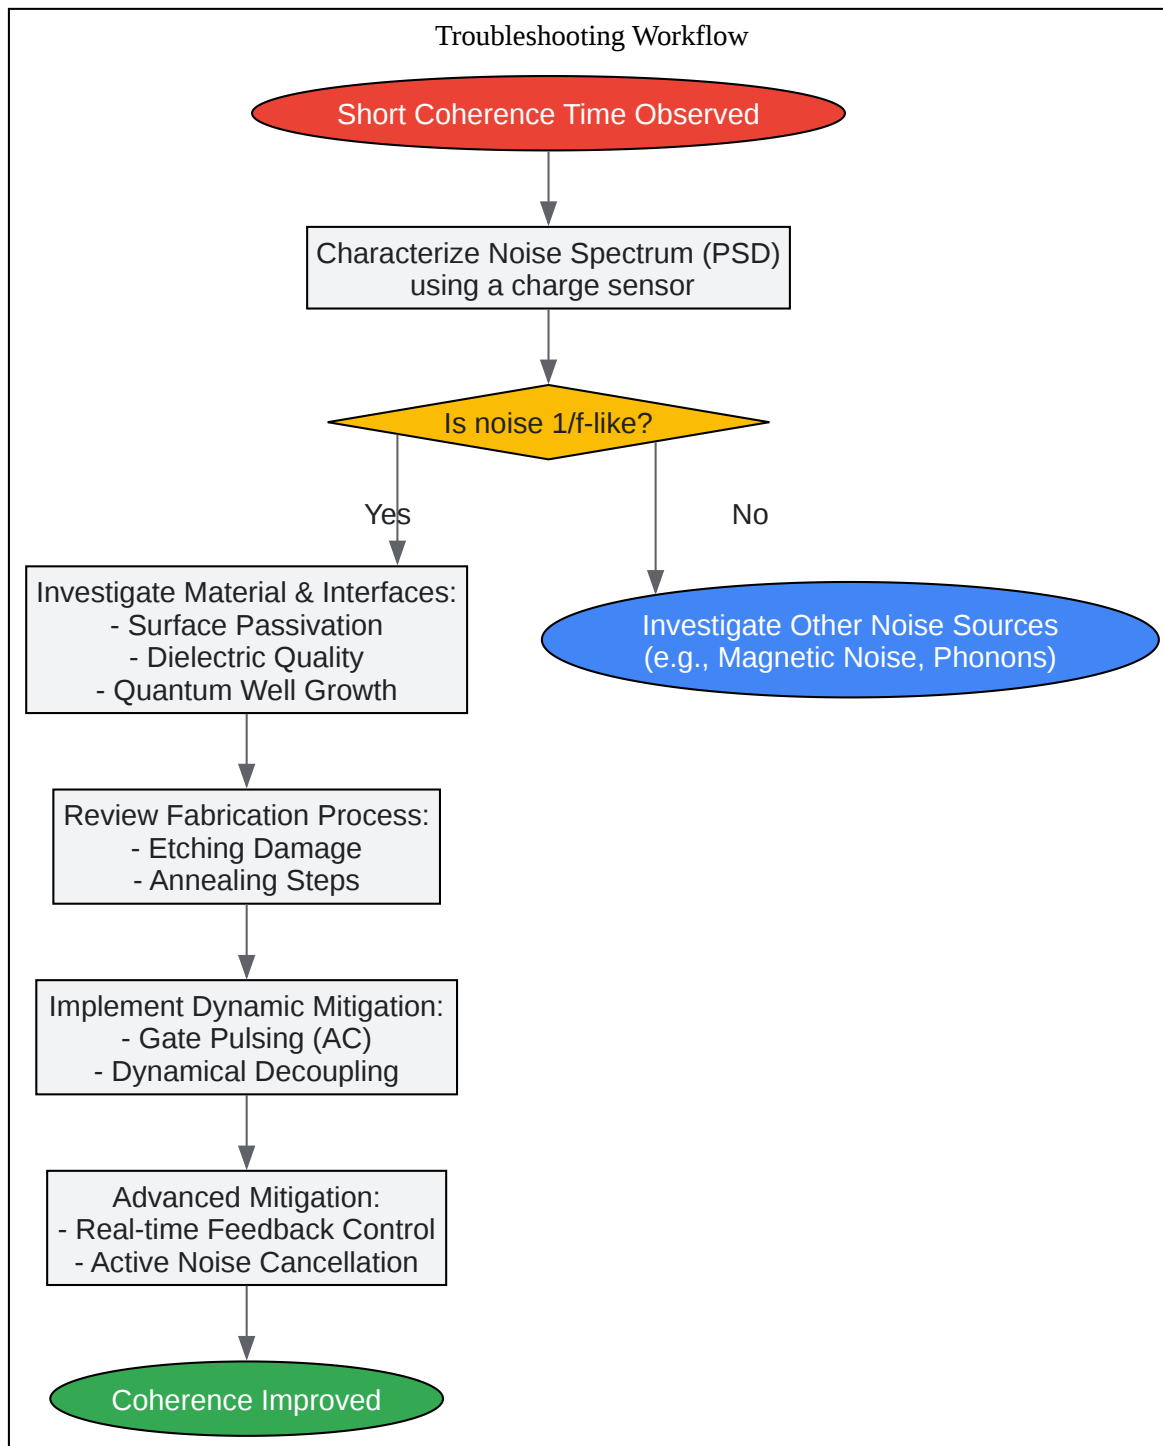 Troubleshooting Workflow
Short Coherence Time Observed
Characterize Noise Spectrum (PSD)
using a charge sensor
Is noise 1/f-like?
Yes
No
Investigate Material & Interfaces:
- Surface Passivation
- Dielectric Quality
- Quantum Well Growth
Investigate Other Noise Sources
(e.g., Magnetic Noise, Phonons)
Review Fabrication Process:
- Etching Damage
- Annealing Steps
Implement Dynamic Mitigation:
- Gate Pulsing (AC)
- Dynamical Decoupling
Advanced Mitigation:
- Real-time Feedback Control
- Active Noise Cancellation
Coherence Improved